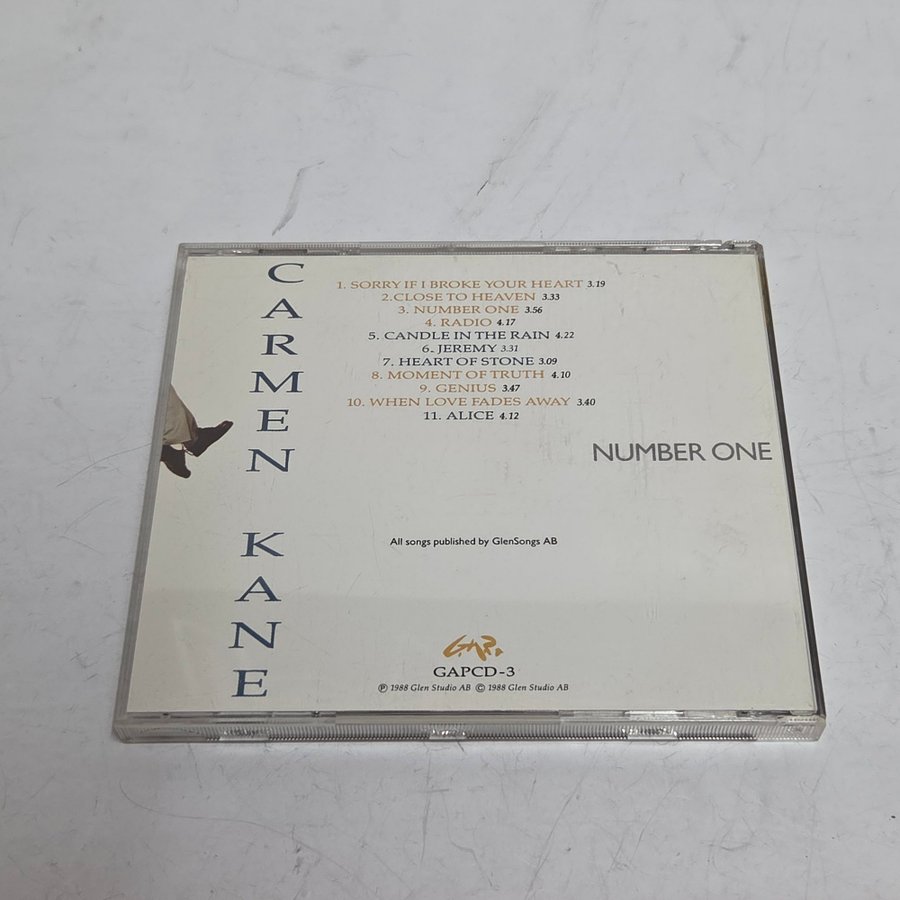 CARMEN KANE
1. SORRY IF I BROKE YOUR HEART 3.19
2. CLOSE TO HEAVEN 3.33
3. NUMBER ONE 3.56
4. RADIO 4.17
5. CANDLE IN THE RAIN 4.22
6. JEREMY 3.31
7. HEART OF STONE 3.09
8. MOMENT OF TRUTH 4.10
9. GENIUS 3.47
10. WHEN LOVE FADES AWAY 3.40
11. ALICE 4.12
NUMBER ONE
All songs published by GlenSongs AB
GAPCD-3
℗ 1988 Glen Studio AB © 1988 Glen Studio AB